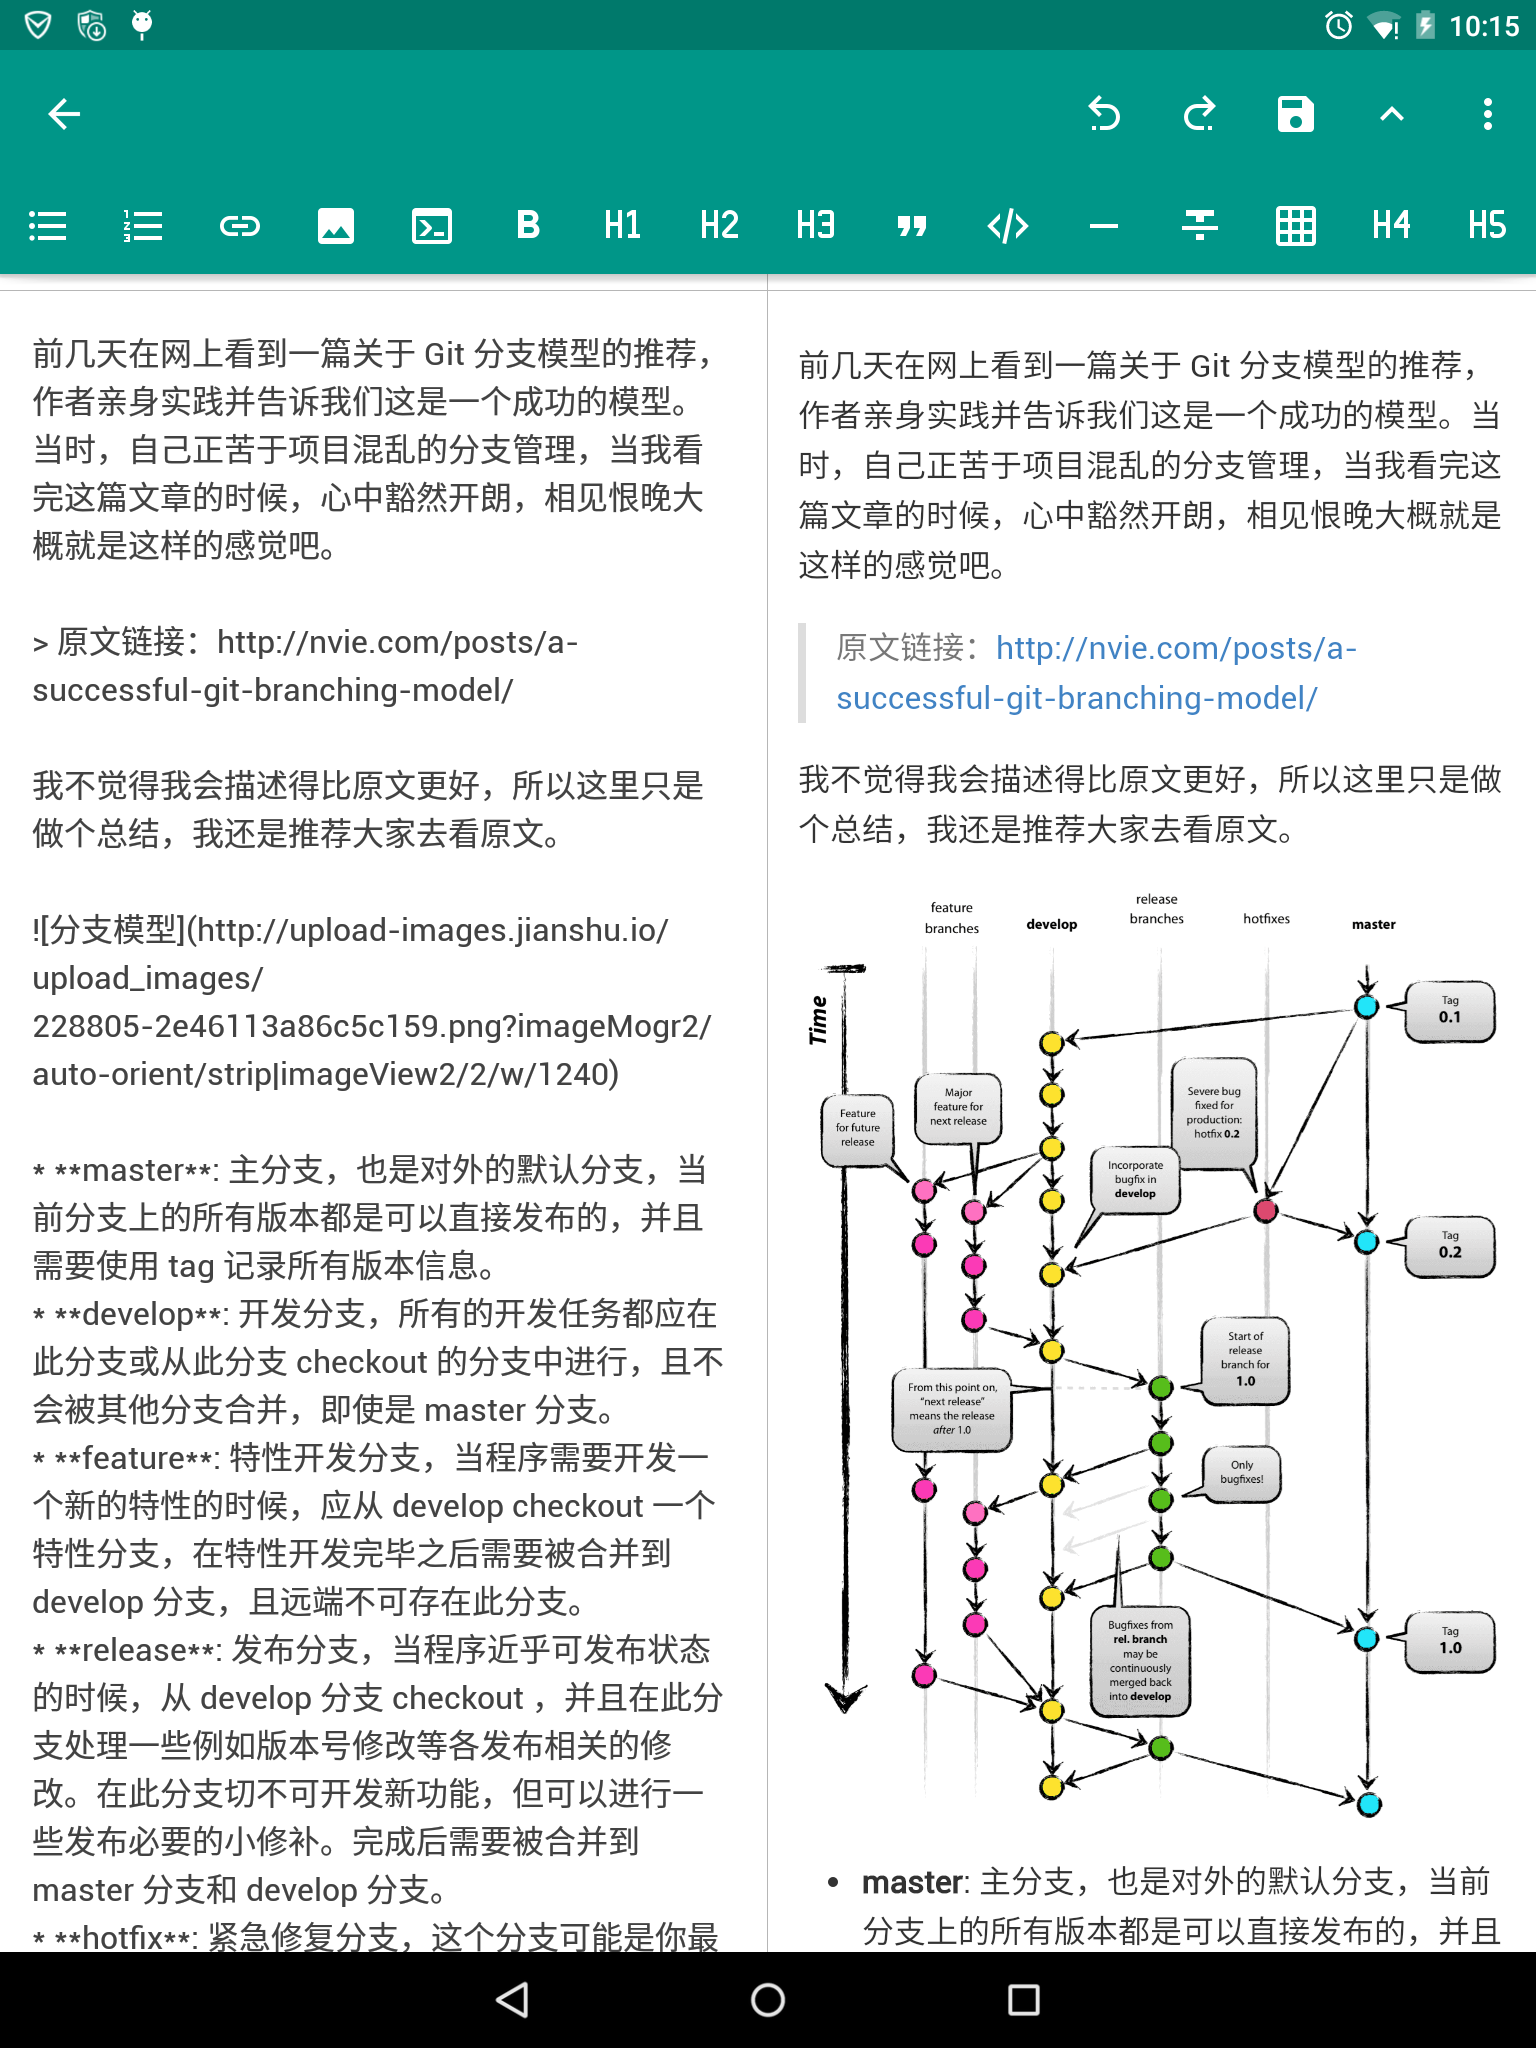 10:15
B H1 H2 H3 H4 H5
前几天在网上看到一篇关于 Git 分支模型的推荐，
作者亲身实践并告诉我们这是一个成功的模型。
当时，自己正苦于项目混乱的分支管理，当我看
完这篇文章的时候，心中豁然开朗，相见恨晚大
概就是这样的感觉吧。
> 原文链接：http://nvie.com/posts/a-
successful-git-branching-model/
我不觉得我会描述得比原文更好，所以这里只是
做个总结，我还是推荐大家去看原文。
![分支模型](http://upload-images.jianshu.io/
upload_images/
228805-2e46113a86c5c159.png?imageMogr2/
auto-orient/strip|imageView2/2/w/1240)
* **master**: 主分支，也是对外的默认分支，当
前分支上的所有版本都是可以直接发布的，并且
需要使用 tag 记录所有版本信息。
* **develop**: 开发分支，所有的开发任务都应在
此分支或从此分支 checkout 的分支中进行，且不
会被其他分支合并，即使是 master 分支。
* **feature**: 特性开发分支，当程序需要开发一
个新的特性的时候，应从 develop checkout 一个
特性分支，在特性开发完毕之后需要被合并到
develop 分支，且远端不可存在此分支。
* **release**: 发布分支，当程序近乎可发布状态
的时候，从 develop 分支 checkout ，并且在此分
支处理一些例如版本号修改等各发布相关的修
改。在此分支切不可开发新功能，但可以进行一
些发布必要的小修补。完成后需要被合并到
master 分支和 develop 分支。
* **hotfix**: 紧急修复分支，这个分支可能是你最
前几天在网上看到一篇关于 Git 分支模型的推荐，
作者亲身实践并告诉我们这是一个成功的模型。当
时，自己正苦于项目混乱的分支管理，当我看完这
篇文章的时候，心中豁然开朗，相见恨晚大概就是
这样的感觉吧。
原文链接：http://nvie.com/posts/a-
successful-git-branching-model/
我不觉得我会描述得比原文更好，所以这里只是做
个总结，我还是推荐大家去看原文。
feature
branches
develop
release
branches
hotfixes
master
Time
Tag
0.1
Feature
for future
release
Major
feature for
next release
Severe bug
fixed for
production:
hotfix 0.2
Incorporate
bugfix in
develop
Tag
0.2
Start of
release
branch for
1.0
From this point on,
“next release”
means the release
after 1.0
Only
bugfixes!
Bugfixes from
rel. branch
may be
continuously
merged back
into develop
Tag
1.0
• master: 主分支，也是对外的默认分支，当前
分支上的所有版本都是可以直接发布的，并且